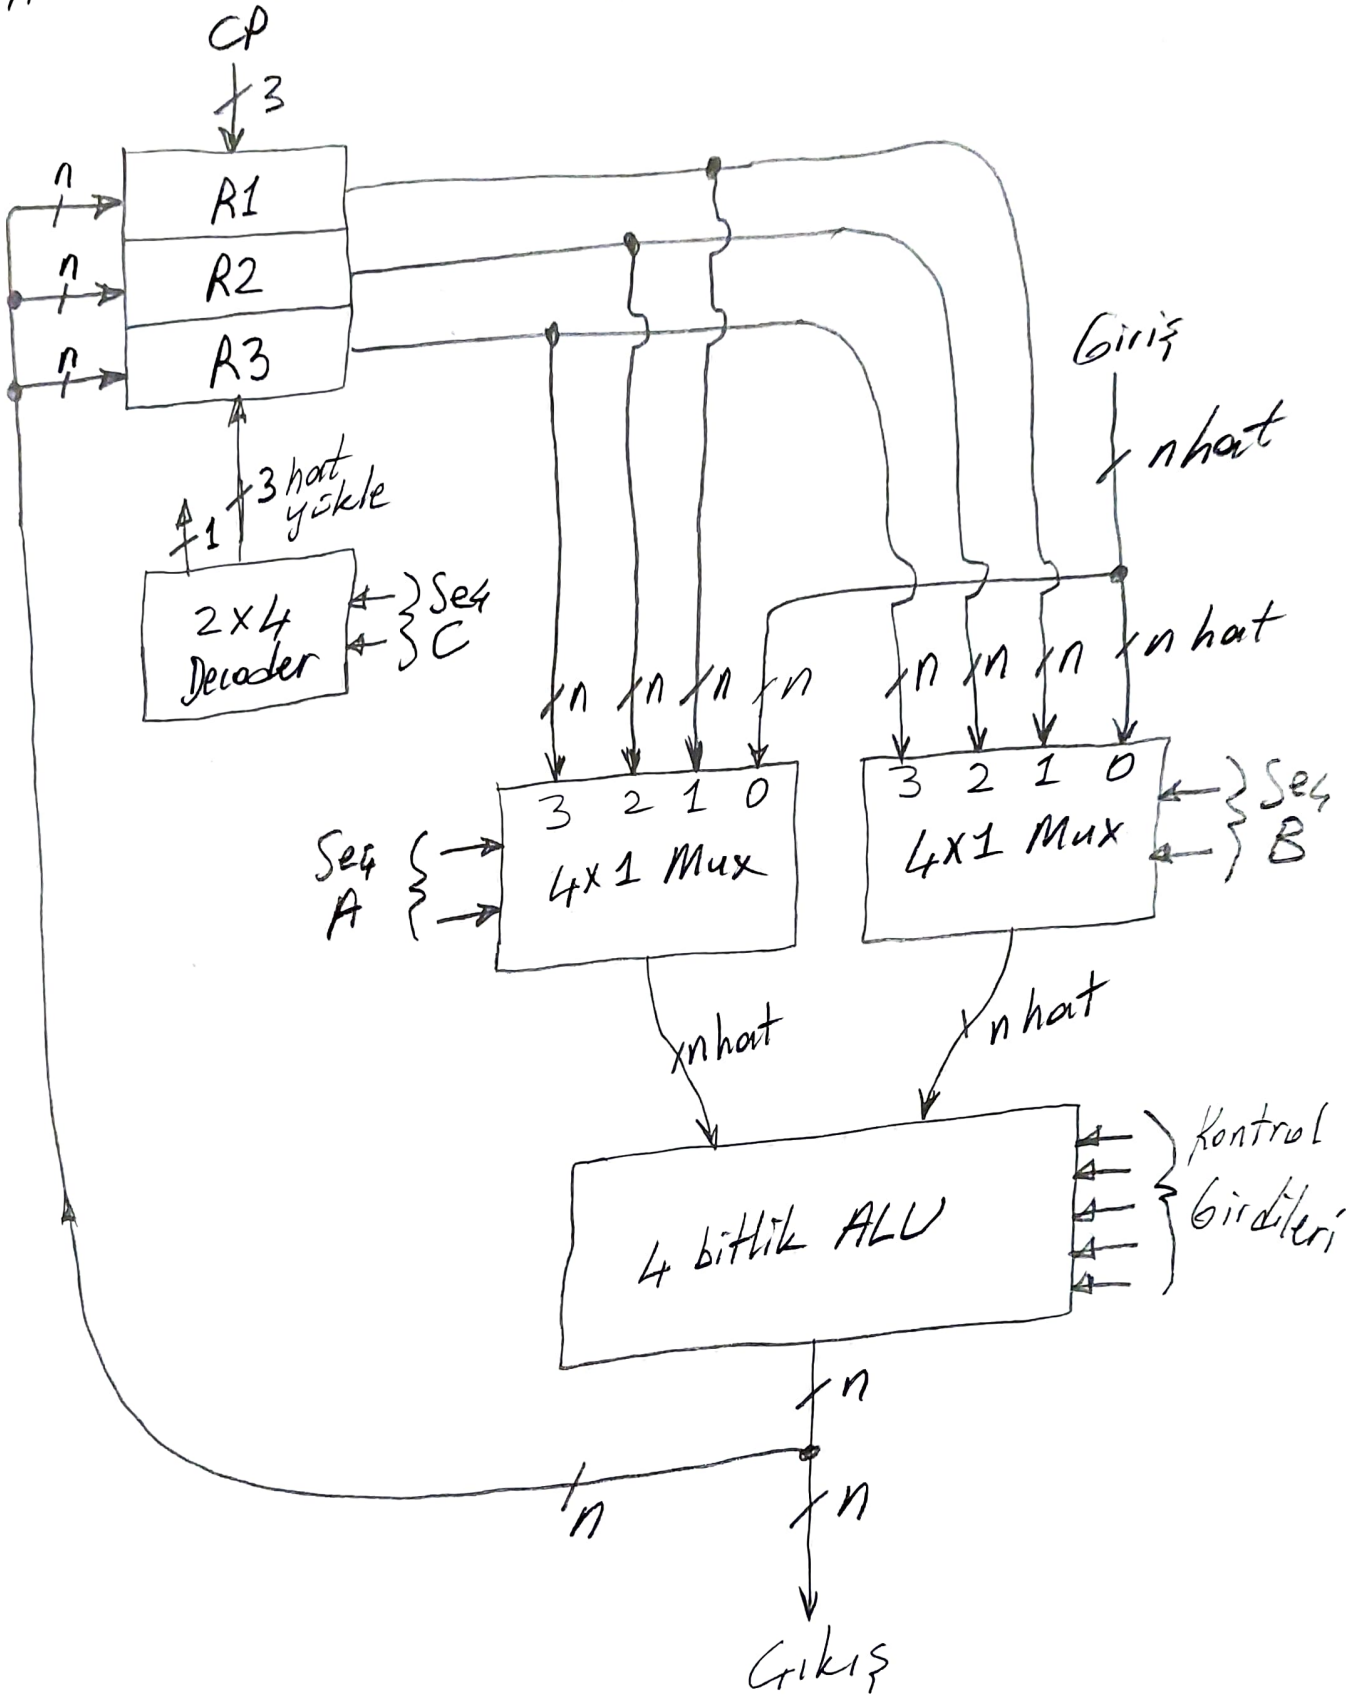 CP
3
n
R1
n
R2
n
R3
Giriş
n hat
3 hat
yükle
1
2x4
Decoder
Seç
C
n
n
n
n
n
n
n
n hat
3 2 1 0
4x1 Mux
3 2 1 0
4x1 Mux
Seç
A
Seç
B
n hat
n hat
4 bitlik ALU
Kontrol
Girdileri
n
n
n
Çıkış